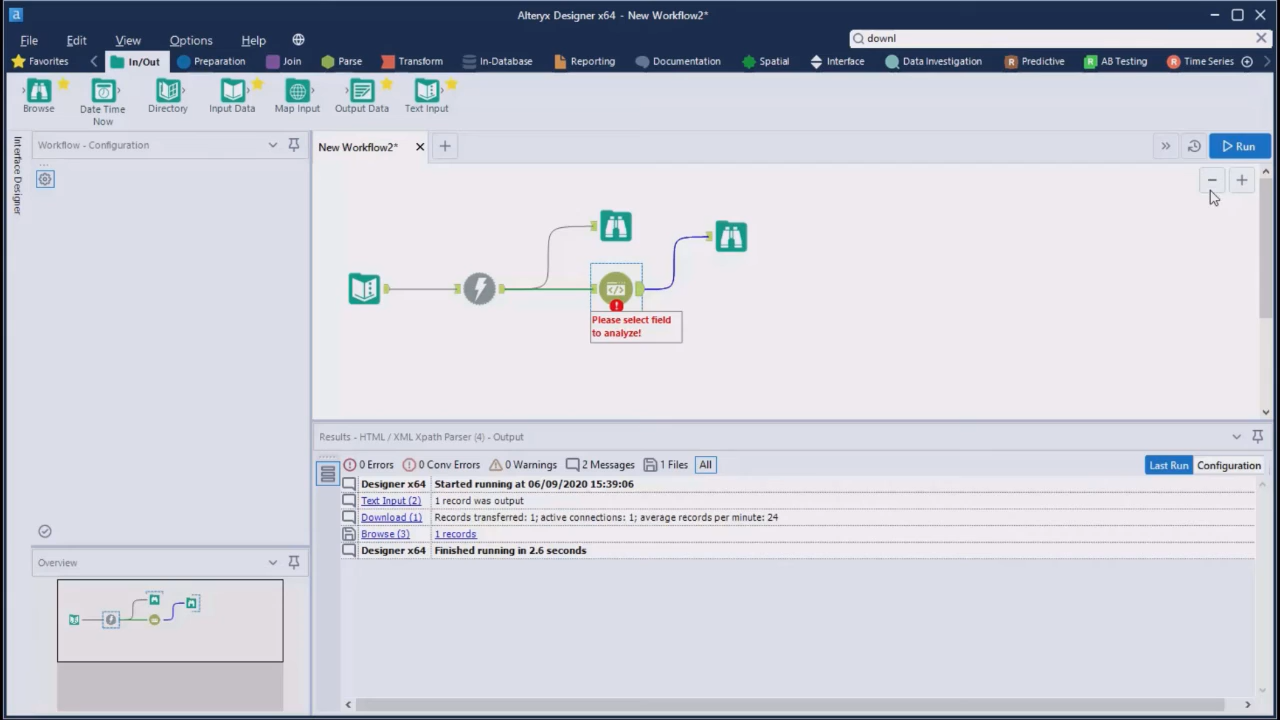 a
Alteryx Designer x64 - New Workflow2*
File Edit View Options Help
downl
Favorites In/Out Preparation Join Parse Transform In-Database Reporting Documentation Spatial Interface Data Investigation Predictive AB Testing Time Series
Browse Date Time Now Directory Input Data Map Input Output Data Text Input
Interface Designer
Workflow - Configuration
New Workflow2*
Run
Please select field
to analyze!
Results - HTML / XML Xpath Parser (4) - Output
0 Errors 0 Conv Errors 0 Warnings 2 Messages 1 Files All Last Run Configuration
Designer x64 Started running at 06/09/2020 15:39:06
Text Input (2) 1 record was output
Download (1) Records transferred: 1; active connections: 1; average records per minute: 24
Browse (3) 1 records
Designer x64 Finished running in 2.6 seconds
Overview